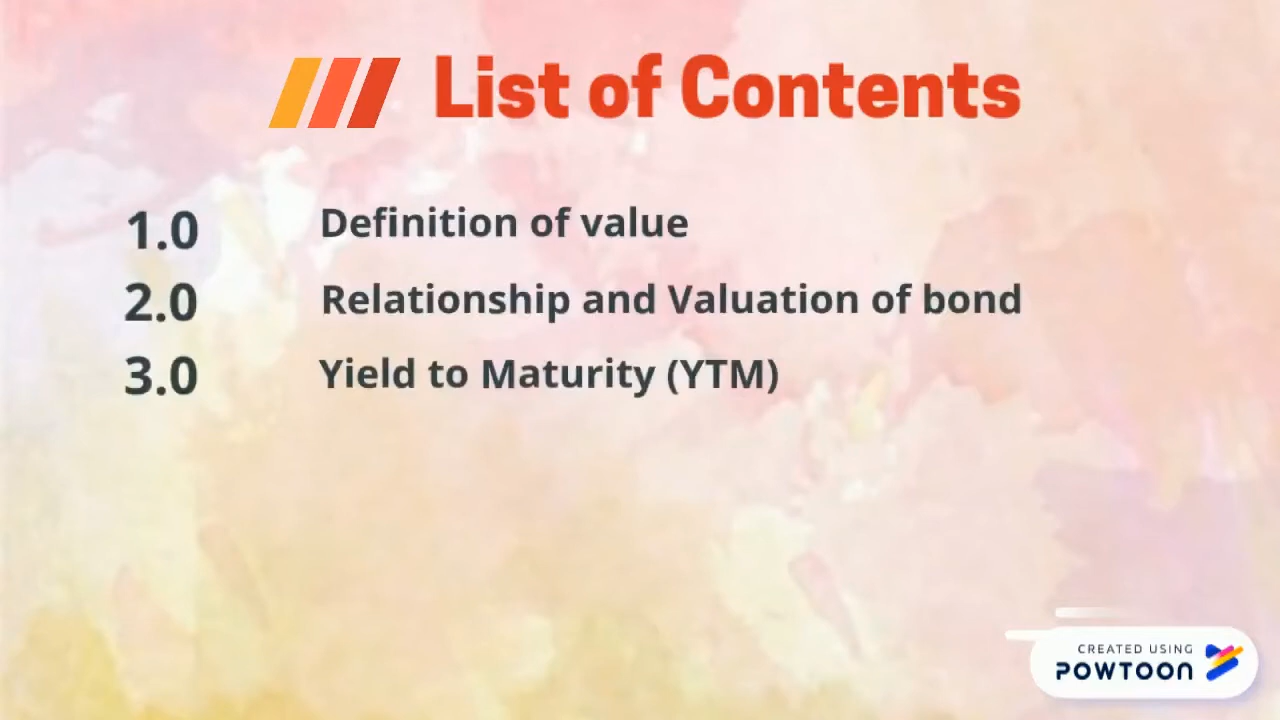 List of Contents
1.0 Definition of value
2.0 Relationship and Valuation of bond
3.0 Yield to Maturity (YTM)
CREATED USING
POWTOON